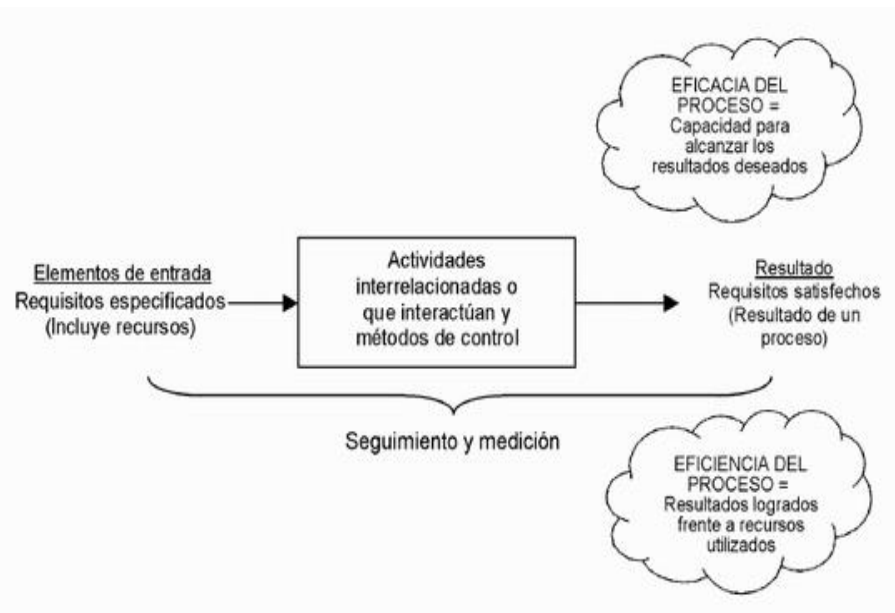 EFICACIA DEL
PROCESO =
Capacidad para
alcanzar los
resultados deseados
Elementos de entrada
Requisitos especificados
(Incluye recursos)
Actividades
interrelacionadas o
que interactúan y
métodos de control
Resultado
Requisitos satisfechos
(Resultado de un
proceso)
Seguimiento y medición
EFICIENCIA DEL
PROCESO =
Resultados logrados
frente a recursos
utilizados